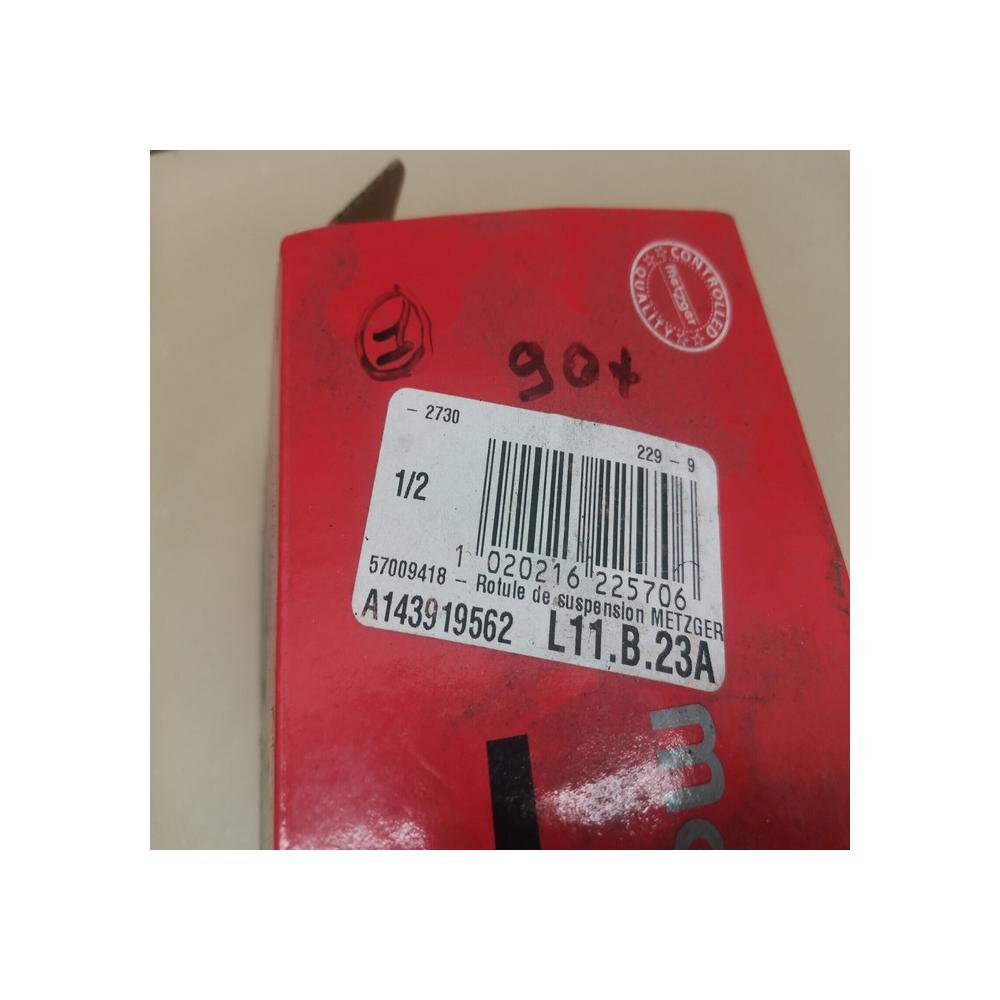 QUALITY CONTROLLED
metzger
90x
- 2730
229 - 9
1/2
1 020216 225706
57009418 - Rotule de suspension METZGER
A143919562 L11.B.23A
m